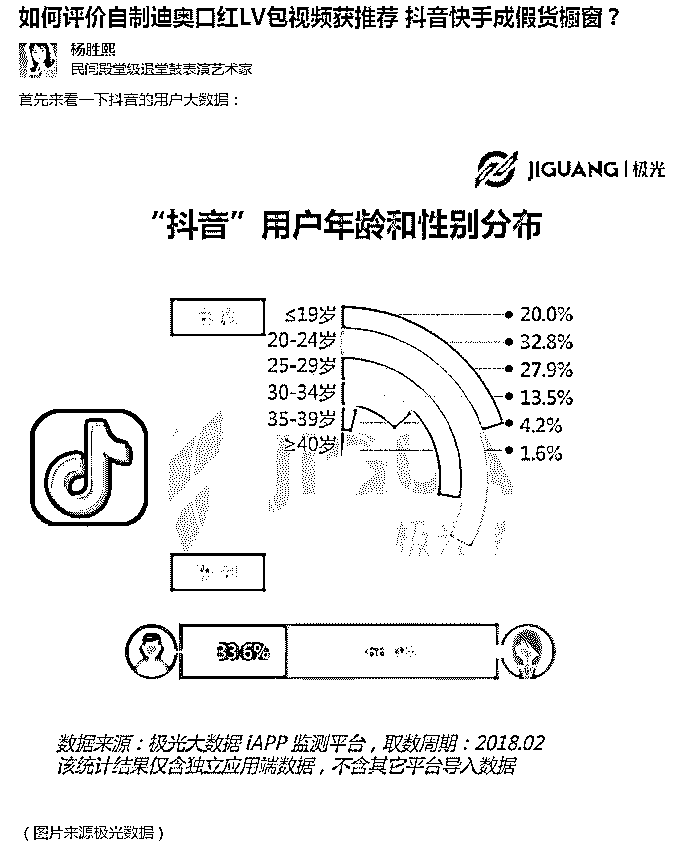 如何评价自制迪奥口红LV包视频获推荐 抖音快手成假货橱窗？
杨胜熙
民间殿堂级退堂鼓表演艺术家
首先来看一下抖音的用户大数据：
JIGUANG | 极光
“抖音”用户年龄和性别分布
≤19岁 20.0%
20-24岁 32.8%
25-29岁 27.9%
30-34岁 13.5%
35-39岁 4.2%
≥40岁 1.6%
33.6%
数据来源：极光大数据 iAPP 监测平台，取数周期：2018.02
该统计结果仅含独立应用端数据，不含其它平台导入数据
（图片来源极光数据）